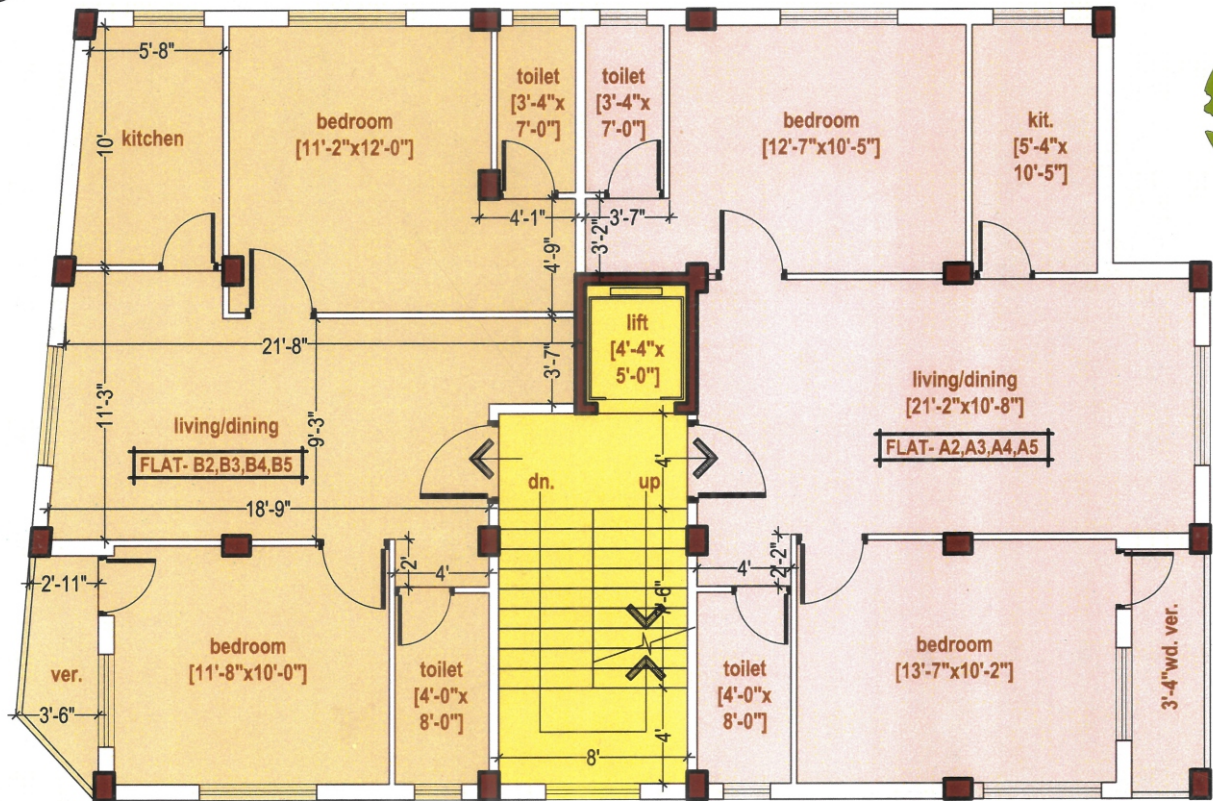 5'-8"
10'
kitchen
bedroom
[11'-2"x12'-0"]
toilet
[3'-4"x
7'-0"]
toilet
[3'-4"x
7'-0"]
bedroom
[12'-7"x10'-5"]
kit.
[5'-4"x
10'-5"]
4'-1"
3'-7"
3'-2"
4'-9"
21'-8"
3'-7"
lift
[4'-4"x
5'-0"]
living/dining
[21'-2"x10'-8"]
FLAT- A2,A3,A4,A5
11'-3"
9'-3"
living/dining
FLAT- B2,B3,B4,B5
18'-9"
dn.
up
4'
2'-11"
2'
4'
7'-6"
4'
2'-2"
bedroom
[11'-8"x10'-0"]
ver.
3'-6"
toilet
[4'-0"x
8'-0"]
toilet
[4'-0"x
8'-0"]
bedroom
[13'-7"x10'-2"]
3'-4"wd. ver.
4'
8'